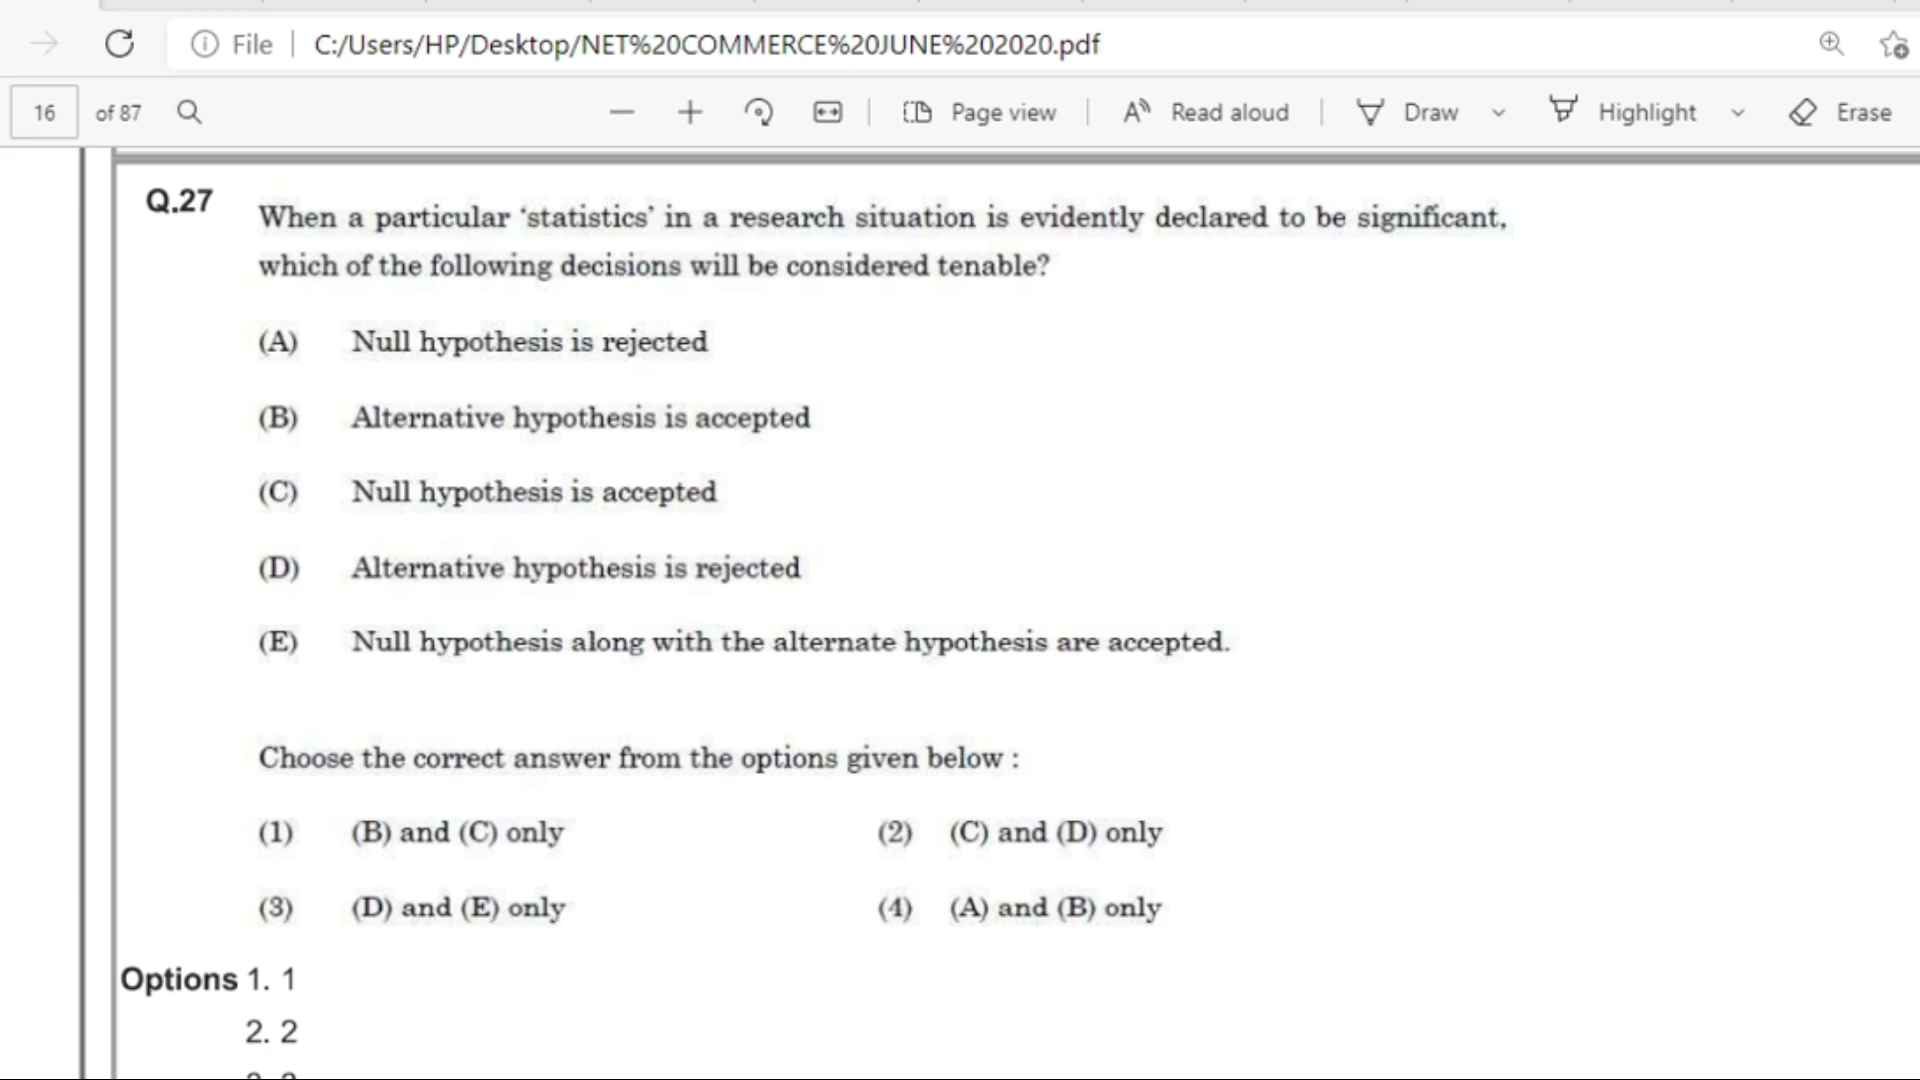 File | C:/Users/HP/Desktop/NET%20COMMERCE%20JUNE%202020.pdf
16 of 87 Page view Read aloud Draw Highlight Erase
Q.27 When a particular ‘statistics’ in a research situation is evidently declared to be significant,
which of the following decisions will be considered tenable?
(A) Null hypothesis is rejected
(B) Alternative hypothesis is accepted
(C) Null hypothesis is accepted
(D) Alternative hypothesis is rejected
(E) Null hypothesis along with the alternate hypothesis are accepted.
Choose the correct answer from the options given below :
(1) (B) and (C) only (2) (C) and (D) only
(3) (D) and (E) only (4) (A) and (B) only
Options 1. 1
2. 2